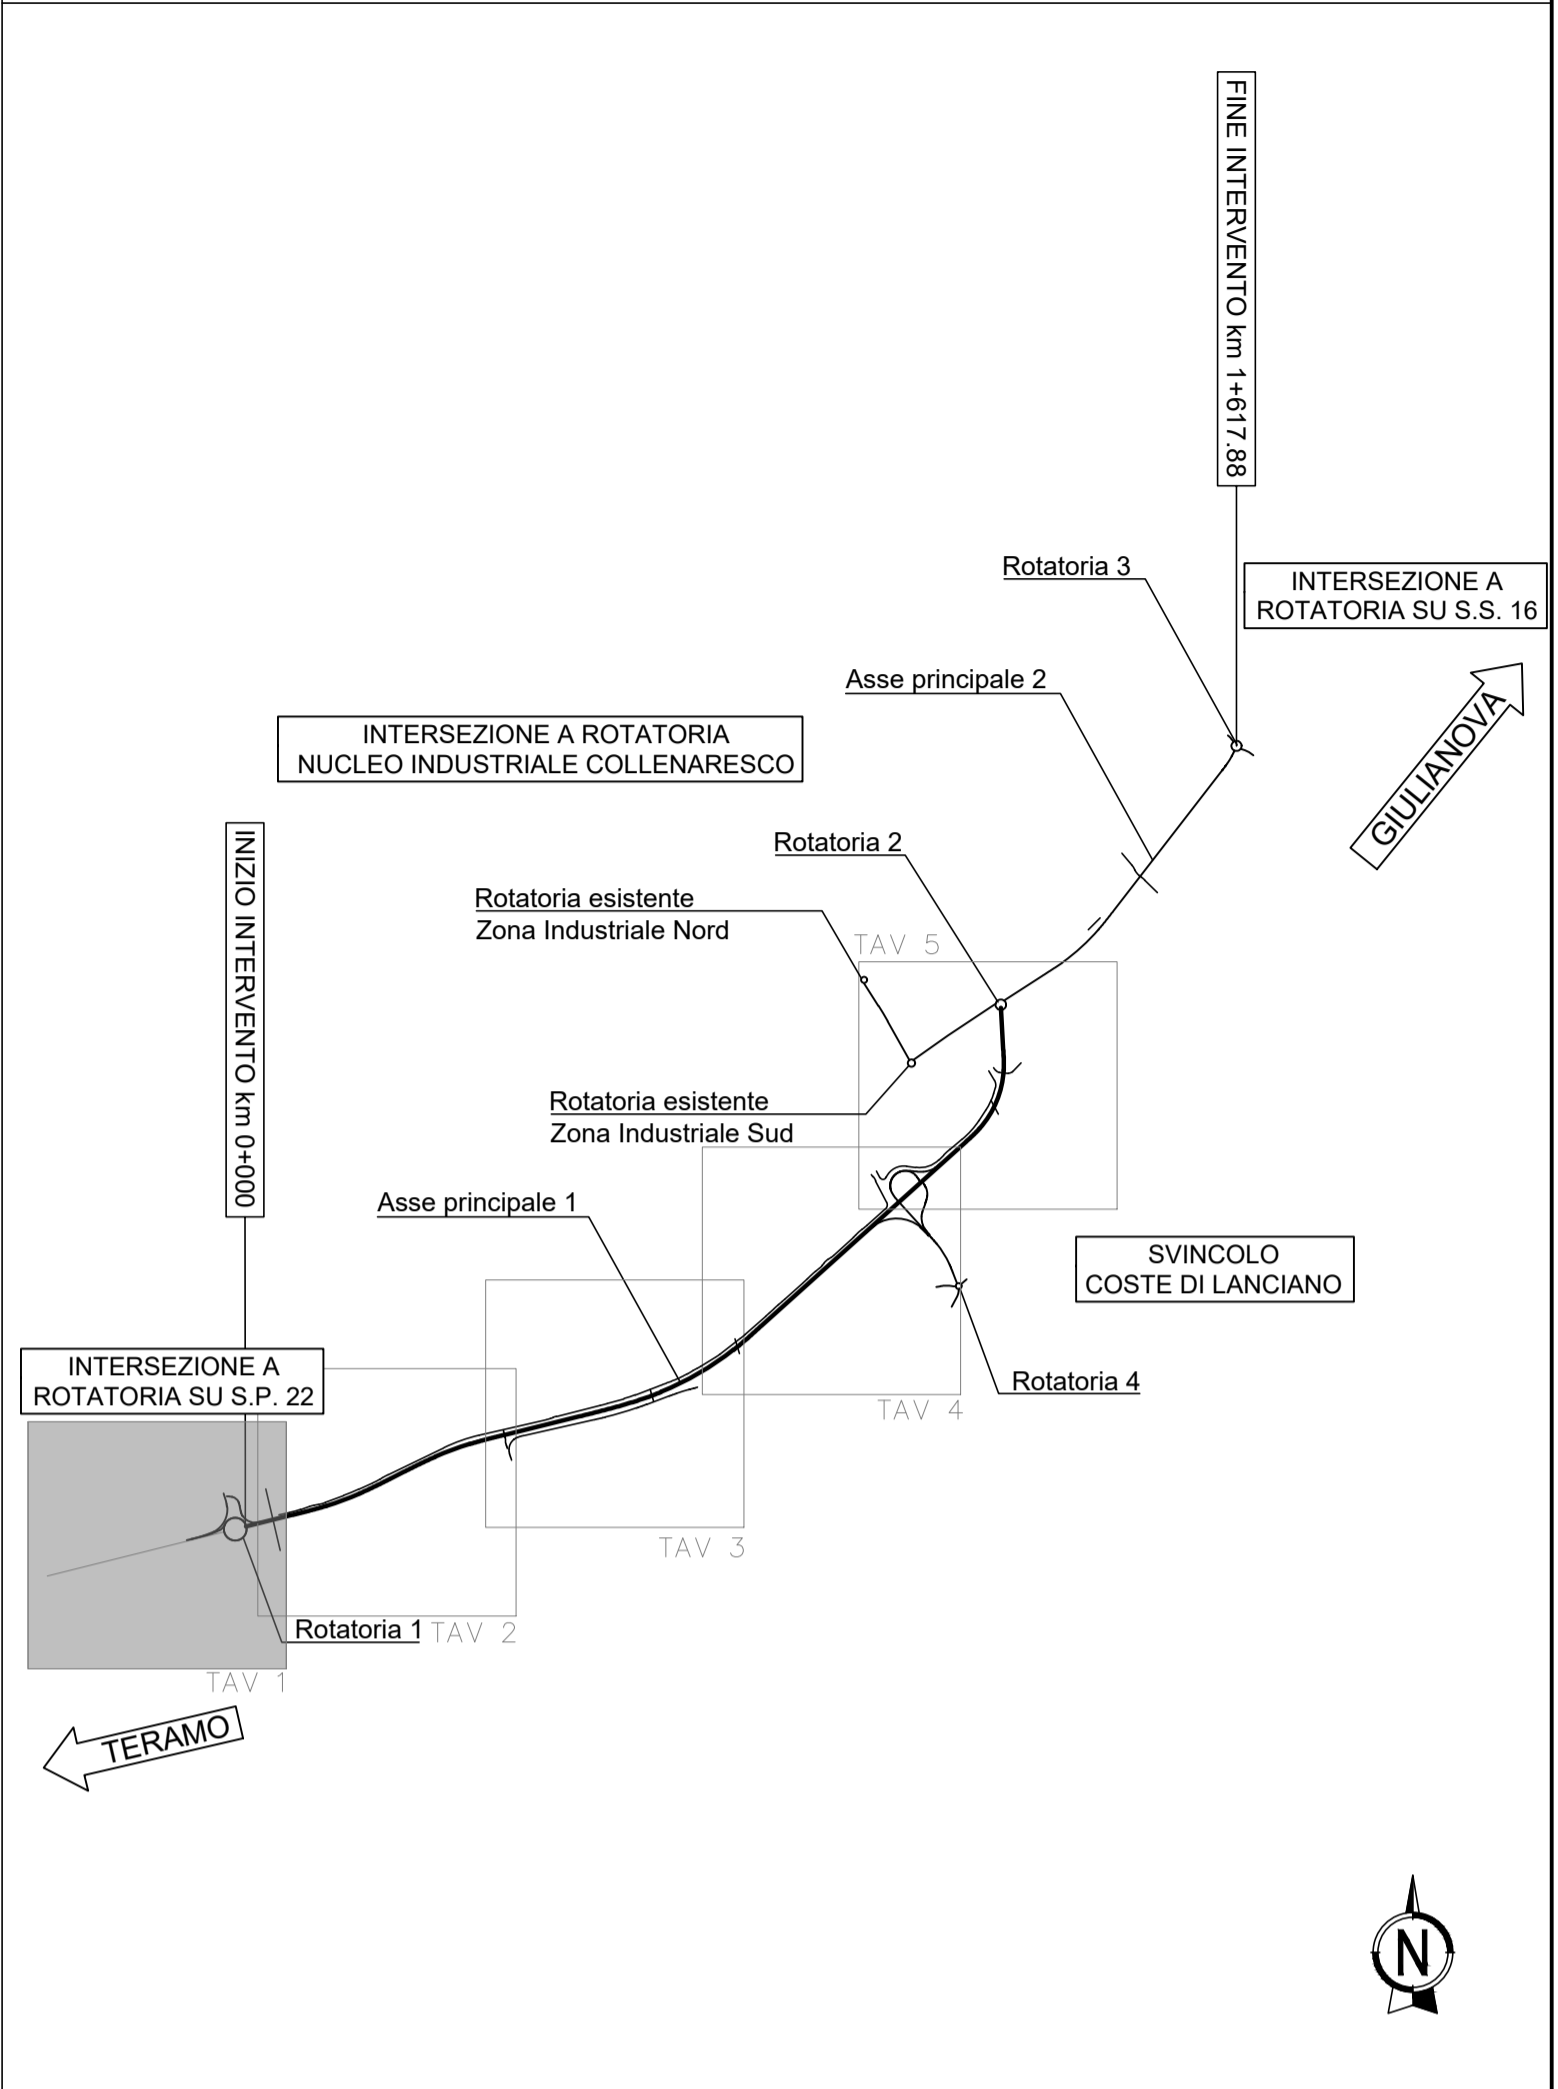 FINE INTERVENTO km 1+617.88
Rotatoria 3
INTERSEZIONE A
ROTATORIA SU S.S. 16
Asse principale 2
GIULIANOVA
INTERSEZIONE A ROTATORIA
NUCLEO INDUSTRIALE COLLENARESCO
INIZIO INTERVENTO km 0+000
Rotatoria 2
Rotatoria esistente
Zona Industriale Nord
TAV 5
Rotatoria esistente
Zona Industriale Sud
Asse principale 1
SVINCOLO
COSTE DI LANCIANO
INTERSEZIONE A
ROTATORIA SU S.P. 22
Rotatoria 4
TAV 4
TAV 3
Rotatoria 1
TAV 2
TAV 1
TERAMO
N